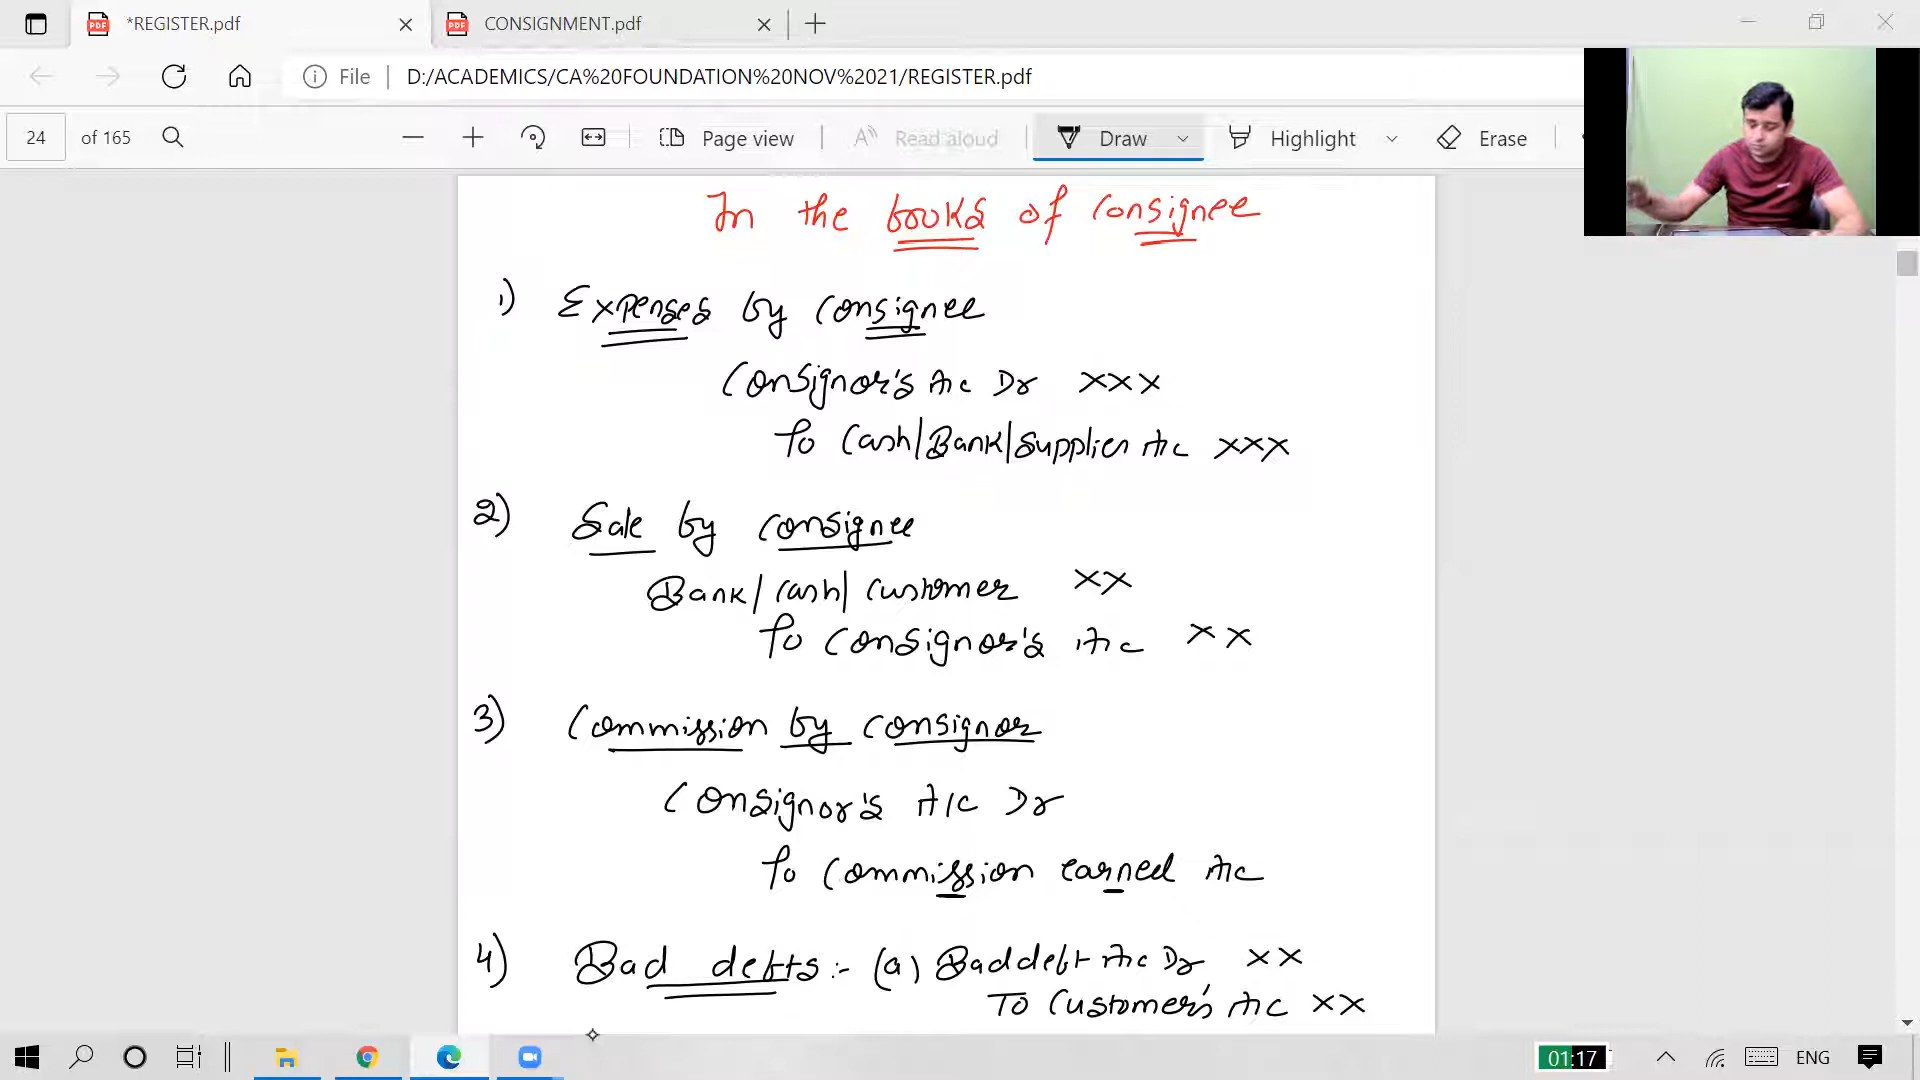 *REGISTER.pdf
CONSIGNMENT.pdf
File
D:/ACADEMICS/CA%20FOUNDATION%20NOV%2021/REGISTER.pdf
24 of 165
Page view
Read aloud
Draw
Highlight
Erase
In the books of Consignee
1) Expenses by Consignee
Consignor's A/c Dr XXX
To Cash/Bank/Supplier A/c XXX
2) Sale by Consignee
Bank/Cash/Customer XX
To Consignor's A/c XX
3) Commission by Consignor
Consignor's A/c Dr
To Commission earned A/c
4) Bad debts :- (a) Bad debt A/c Dr XX
To Customer's A/c XX
01:17
ENG